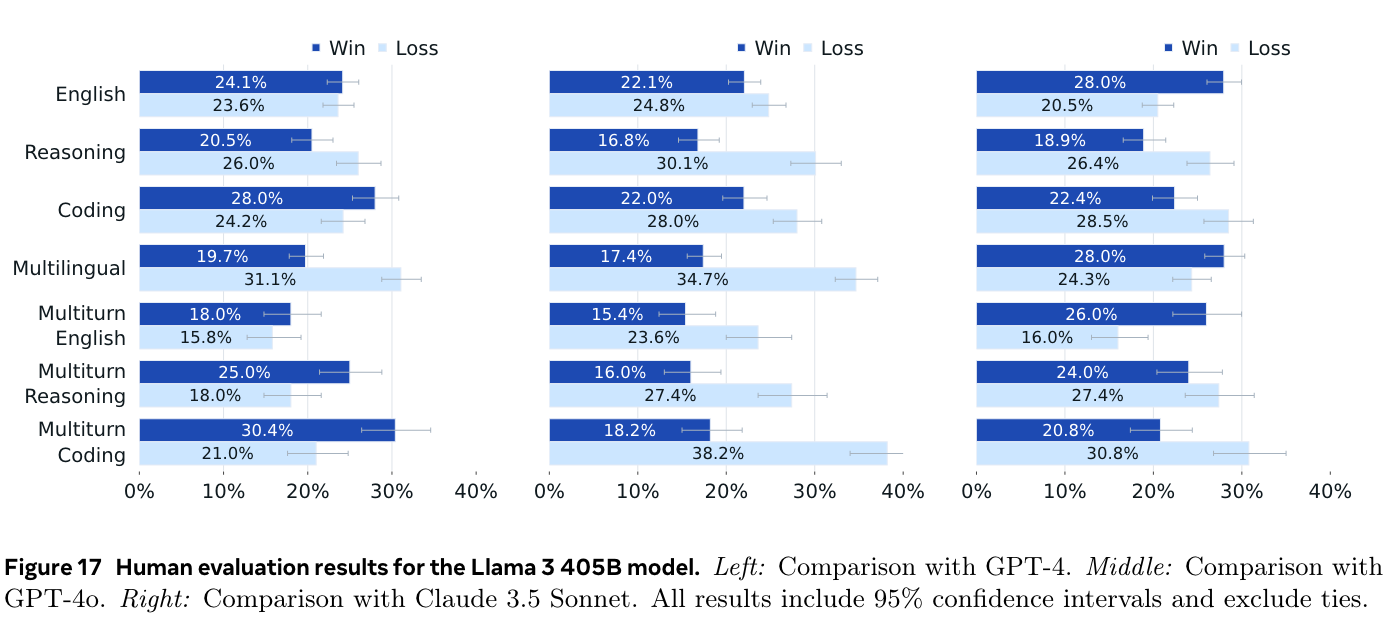 Win Loss Win Loss Win Loss
English 24.1% 22.1% 28.0%
23.6% 24.8% 20.5%
Reasoning 20.5% 16.8% 18.9%
26.0% 30.1% 26.4%
Coding 28.0% 22.0% 22.4%
24.2% 28.0% 28.5%
Multilingual 19.7% 17.4% 28.0%
31.1% 34.7% 24.3%
Multiturn 18.0% 15.4% 26.0%
English 15.8% 23.6% 16.0%
Multiturn 25.0% 16.0% 24.0%
Reasoning 18.0% 27.4% 27.4%
Multiturn 30.4% 18.2% 20.8%
Coding 21.0% 38.2% 30.8%
0% 10% 20% 30% 40% 0% 10% 20% 30% 40% 0% 10% 20% 30% 40%
Figure 17 Human evaluation results for the Llama 3 405B model. Left: Comparison with GPT-4. Middle: Comparison with
GPT-4o. Right: Comparison with Claude 3.5 Sonnet. All results include 95% confidence intervals and exclude ties.